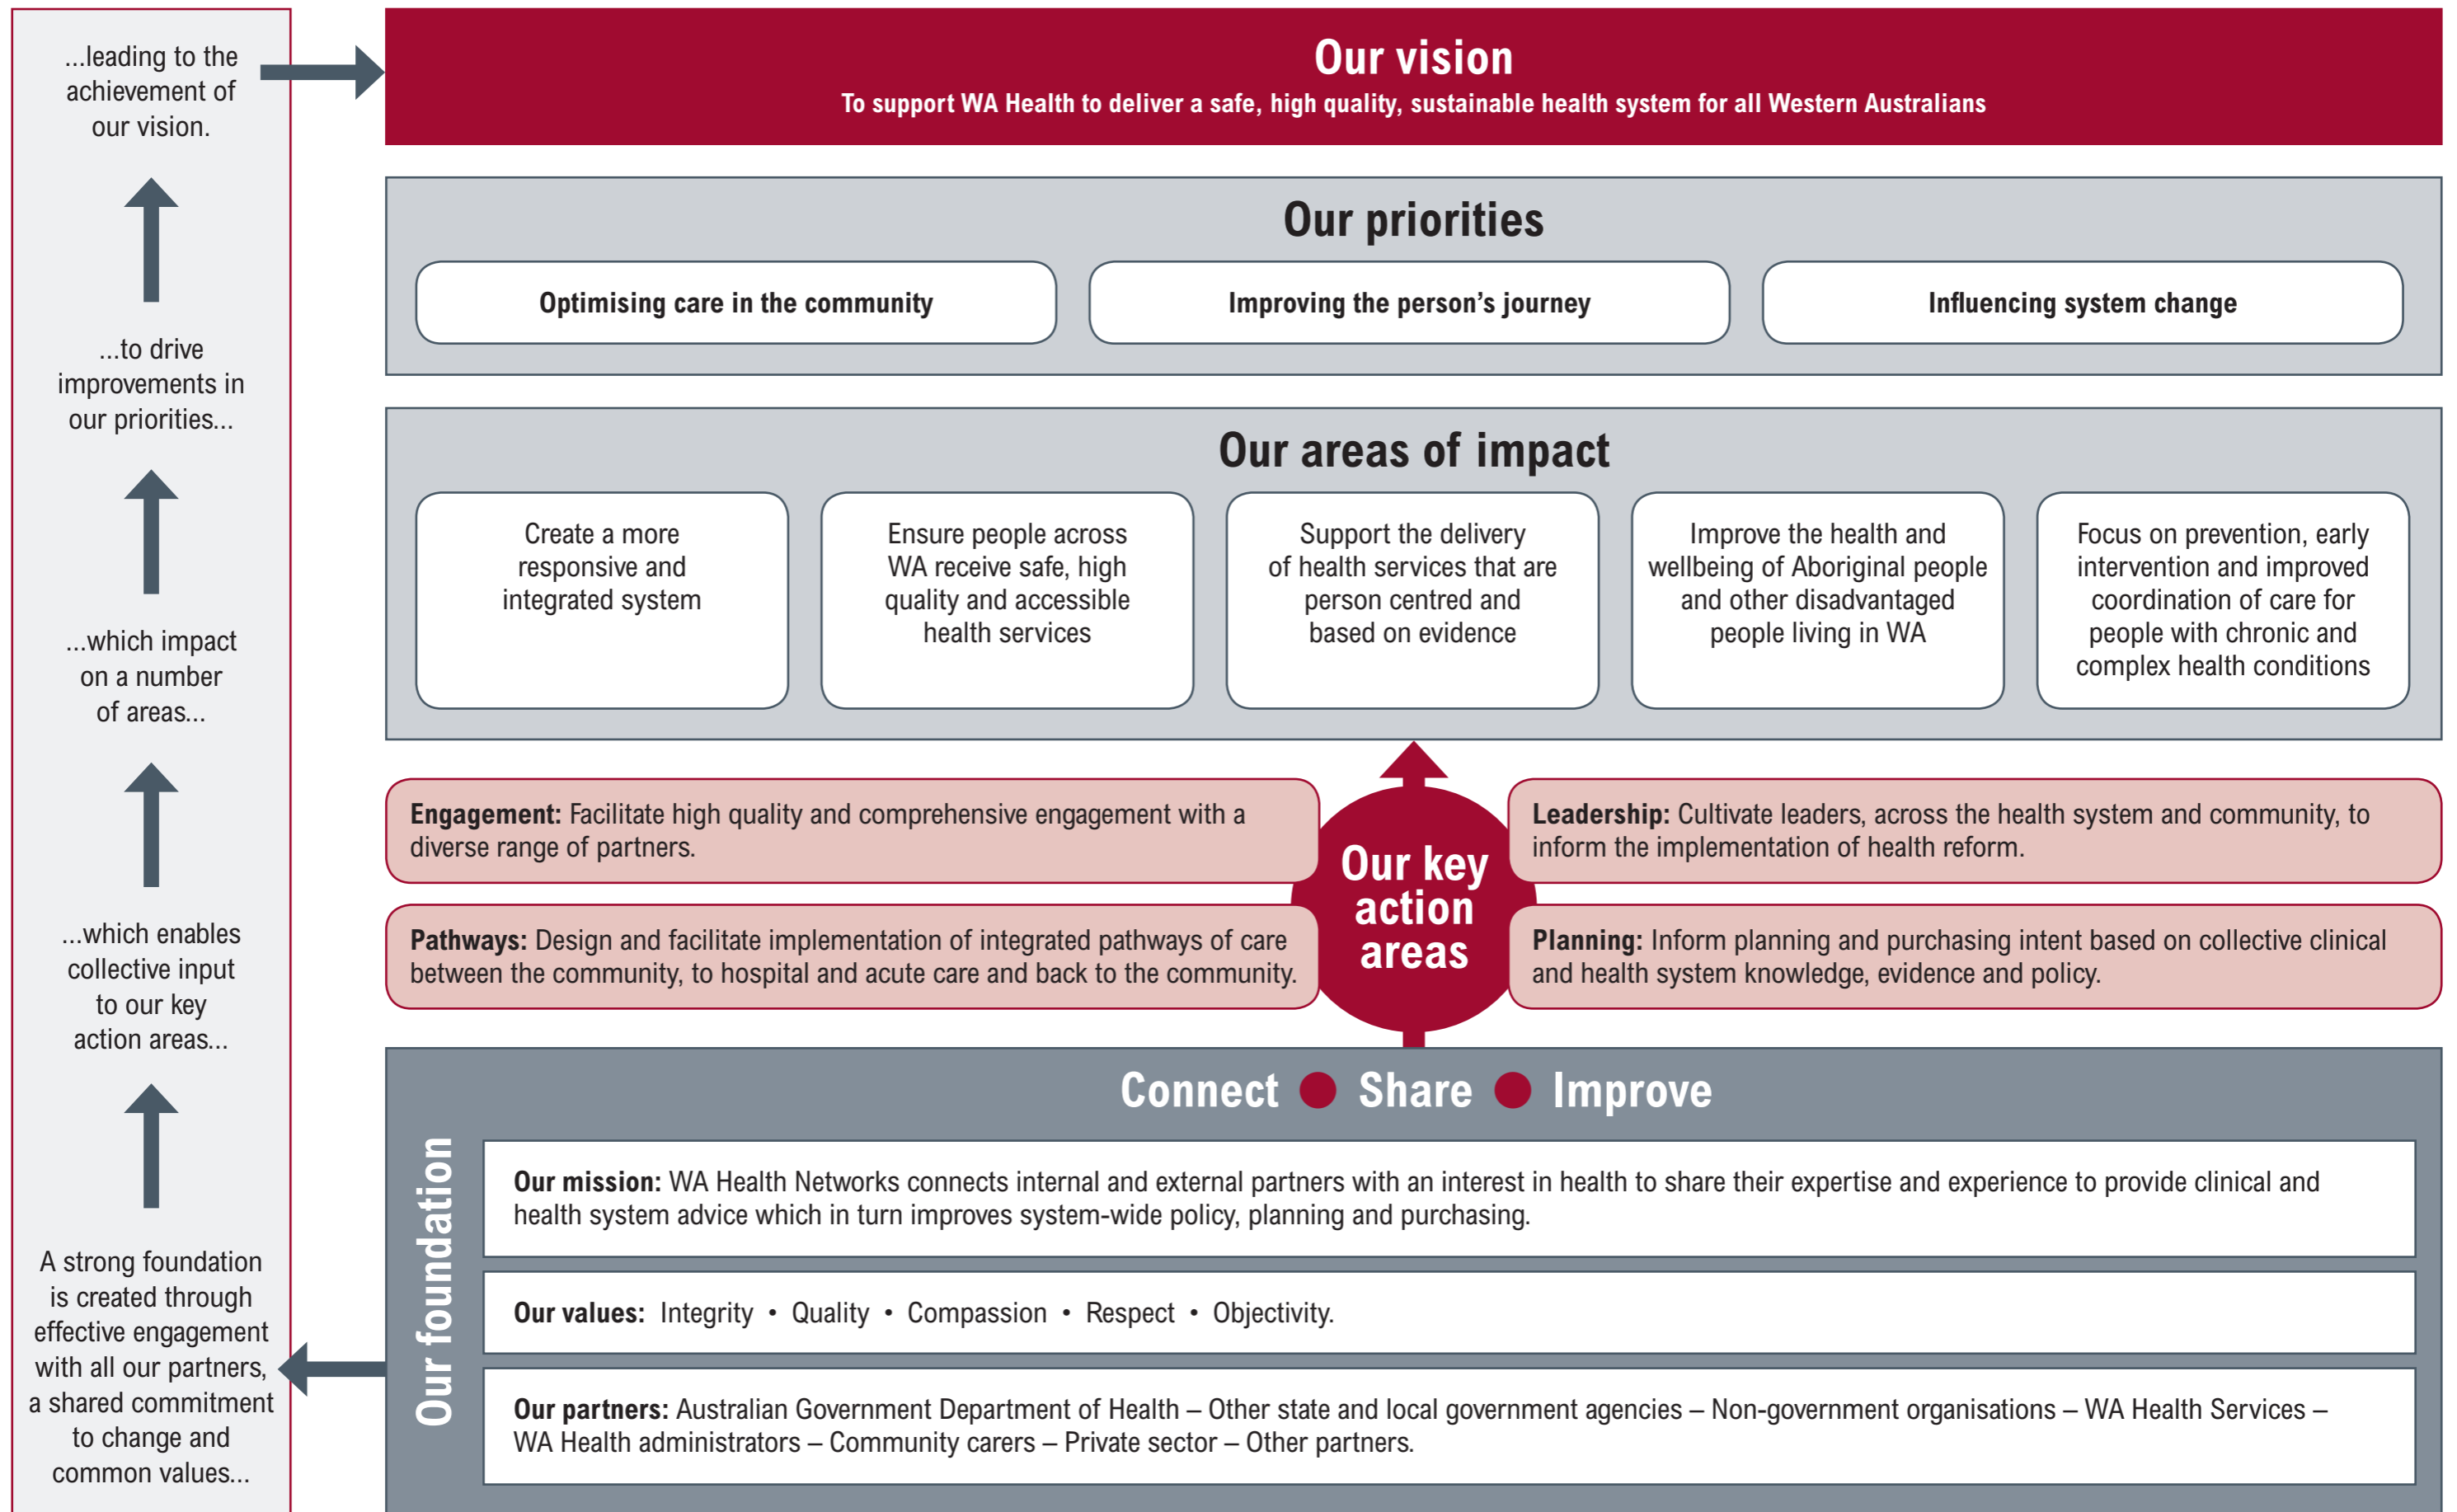 ...leading to the
achievement of
our vision.
...to drive
improvements in
our priorities...
...which impact
on a number
of areas...
...which enables
collective input
to our key
action areas...
A strong foundation
is created through
effective engagement
with all our partners,
a shared commitment
to change and
common values...
Our vision
To support WA Health to deliver a safe, high quality, sustainable health system for all Western Australians
Our priorities
Optimising care in the community
Improving the person's journey
Influencing system change
Our areas of impact
Create a more
responsive and
integrated system
Ensure people across
WA receive safe, high
quality and accessible
health services
Support the delivery
of health services that are
person centred and
based on evidence
Improve the health and
wellbeing of Aboriginal people
and other disadvantaged
people living in WA
Focus on prevention, early
intervention and improved
coordination of care for
people with chronic and
complex health conditions
Engagement: Facilitate high quality and comprehensive engagement with a
diverse range of partners.
Pathways: Design and facilitate implementation of integrated pathways of care
between the community, to hospital and acute care and back to the community.
Our key
action
areas
Leadership: Cultivate leaders, across the health system and community, to
inform the implementation of health reform.
Planning: Inform planning and purchasing intent based on collective clinical
and health system knowledge, evidence and policy.
Connect ● Share ● Improve
Our foundation
Our mission: WA Health Networks connects internal and external partners with an interest in health to share their expertise and experience to provide clinical and
health system advice which in turn improves system-wide policy, planning and purchasing.
Our values: Integrity • Quality • Compassion • Respect • Objectivity.
Our partners: Australian Government Department of Health – Other state and local government agencies – Non-government organisations – WA Health Services –
WA Health administrators – Community carers – Private sector – Other partners.